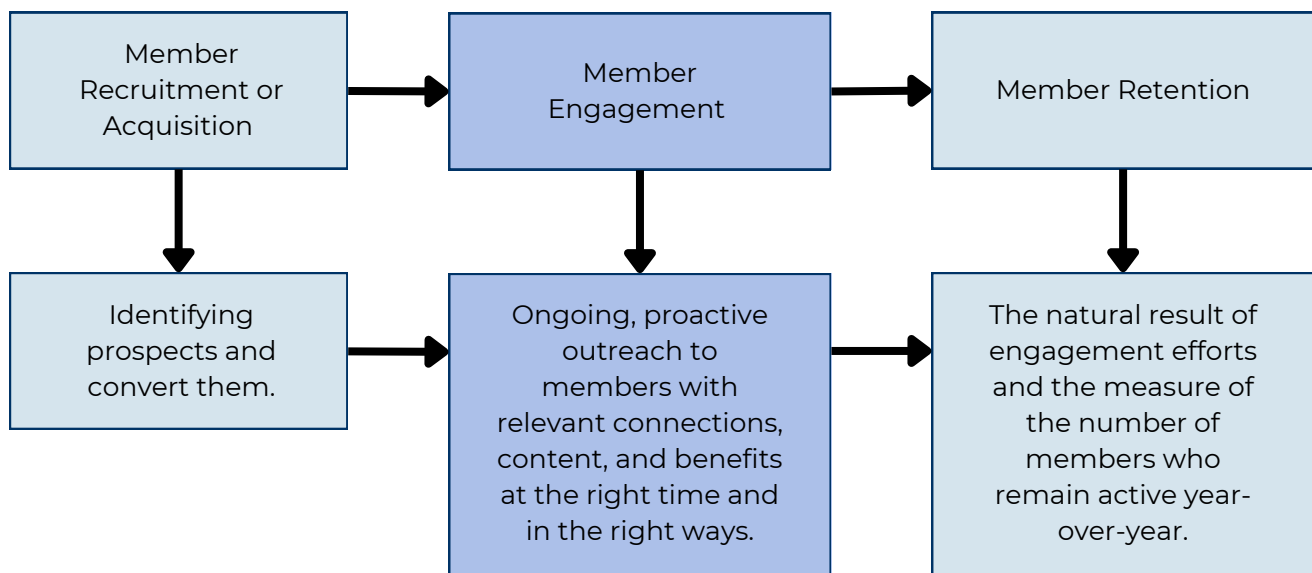 Member
Recruitment or
Acquisition
Member
Engagement
Member Retention
Identifying
prospects and
convert them.
Ongoing, proactive
outreach to
members with
relevant connections,
content, and benefits
at the right time and
in the right ways.
The natural result of
engagement efforts
and the measure of
the number of
members who
remain active year-
over-year.